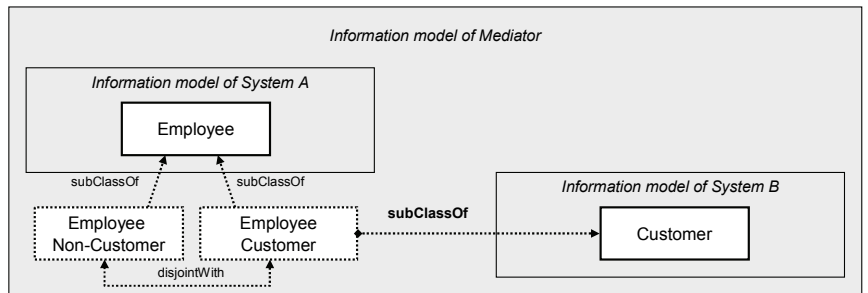 Information model of Mediator
Information model of System A
Employee
subClassOf
subClassOf
Employee
Non-Customer
Employee
Customer
disjointWith
subClassOf
Information model of System B
Customer